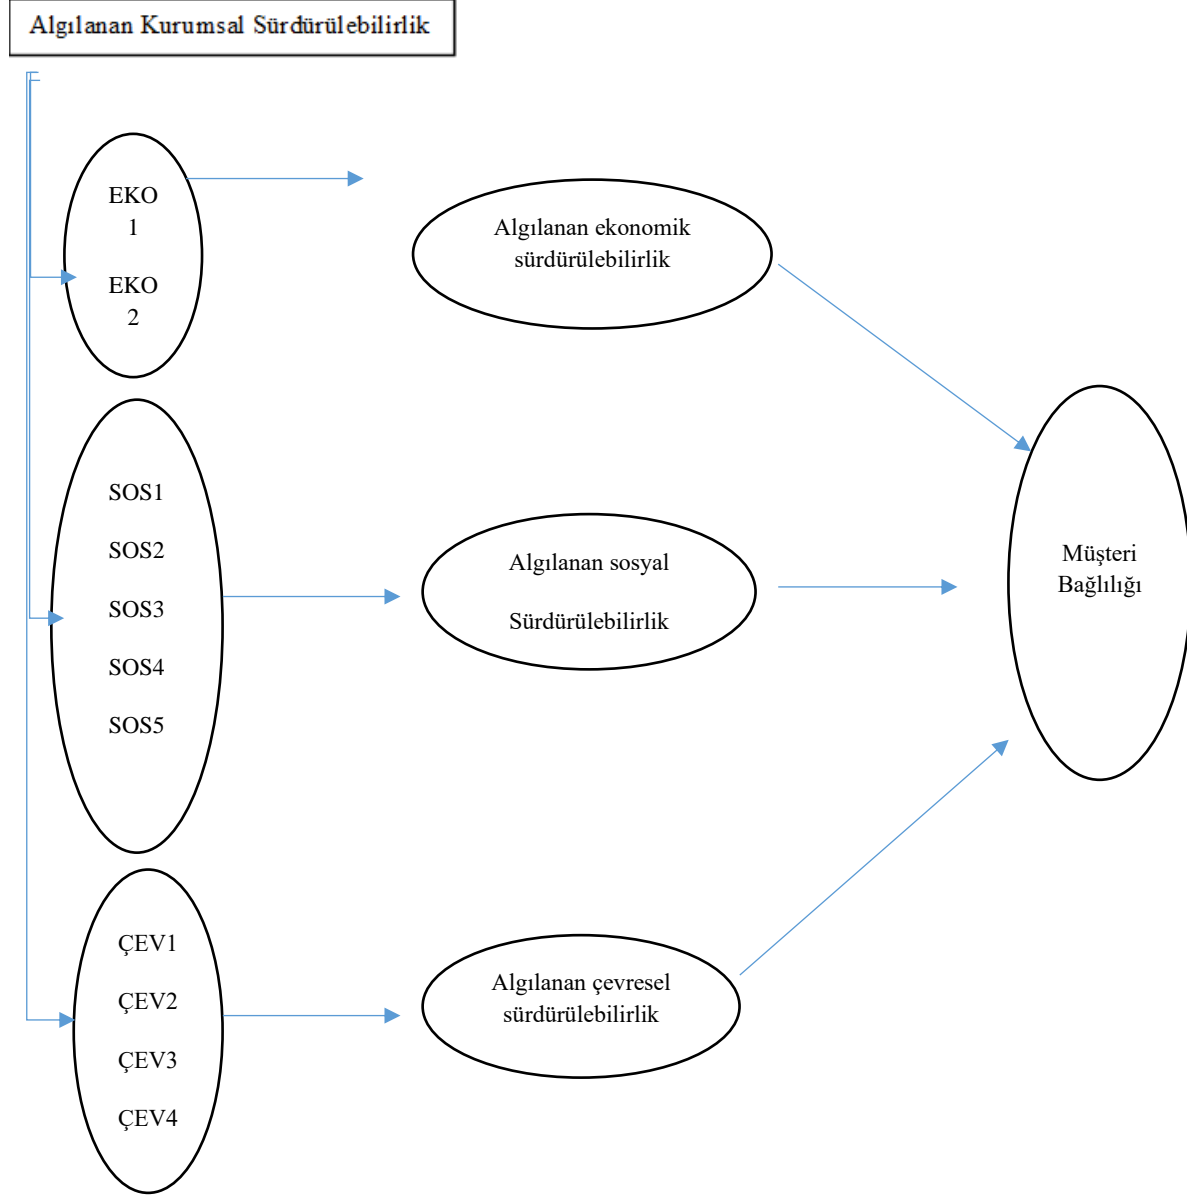 Algılanan Kurumsal Sürdürülebilirlik
EKO
1
EKO
2
Algılanan ekonomik
sürdürülebilirlik
SOS1
SOS2
SOS3
SOS4
SOS5
Algılanan sosyal
Sürdürülebilirlik
Müşteri
Bağlılığı
ÇEV1
ÇEV2
ÇEV3
ÇEV4
Algılanan çevresel
sürdürülebilirlik